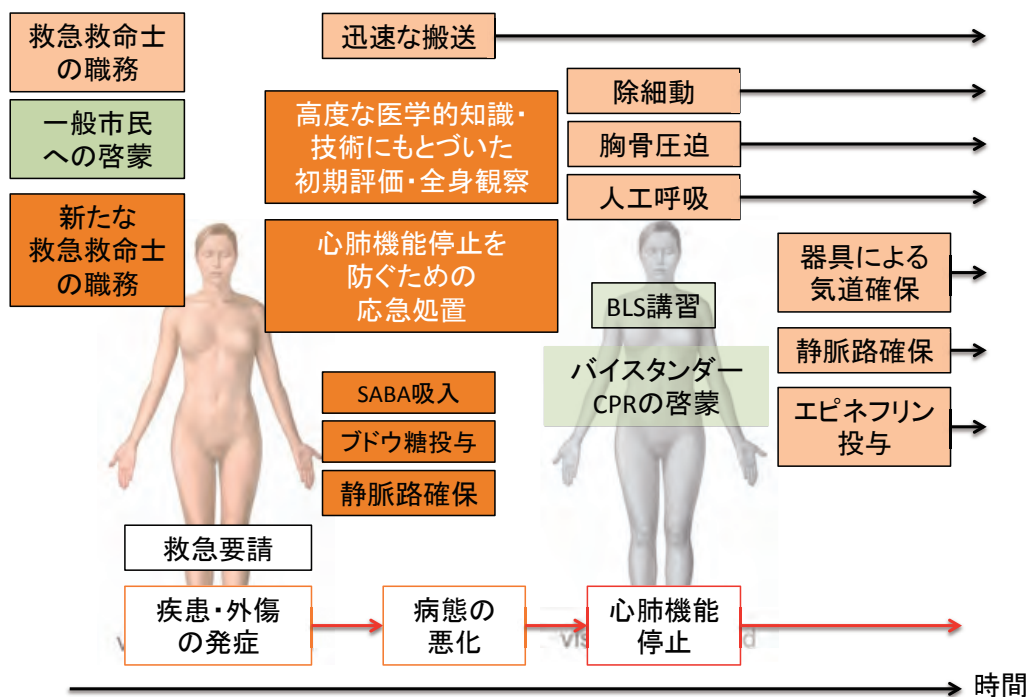 救急救命士
の職務
迅速な搬送
一般市民
への啓蒙
高度な医学的知識・
技術にもとづいた
初期評価・全身観察
除細動
胸骨圧迫
人工呼吸
新たな
救急救命士
の職務
心肺機能停止を
防ぐための
応急処置
器具による
気道確保
BLS講習
静脈路確保
バイスタンダー
CPRの啓蒙
SABA吸入
ブドウ糖投与
静脈路確保
エピネフリン
投与
救急要請
疾患・外傷
の発症
病態の
悪化
心肺機能
停止
時間